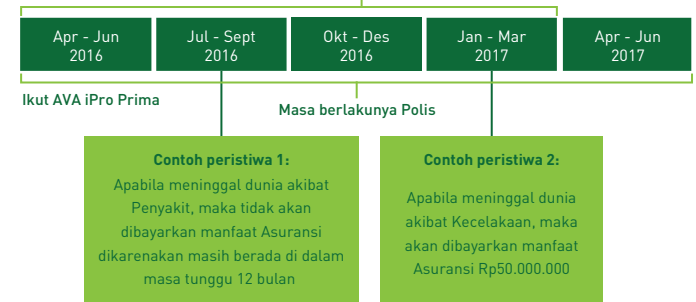 Apr - Jun
2016
Jul - Sept
2016
Okt - Des
2016
Jan - Mar
2017
Apr - Jun
2017
Ikut AVA iPro Prima
Masa berlakunya Polis
Contoh peristiwa 1:
Apabila meninggal dunia akibat
Penyakit, maka tidak akan
dibayarkan manfaat Asuransi
dikarenakan masih berada di dalam
masa tunggu 12 bulan
Contoh peristiwa 2:
Apabila meninggal dunia
akibat Kecelakaan, maka
akan dibayarkan manfaat
Asuransi Rp50.000.000